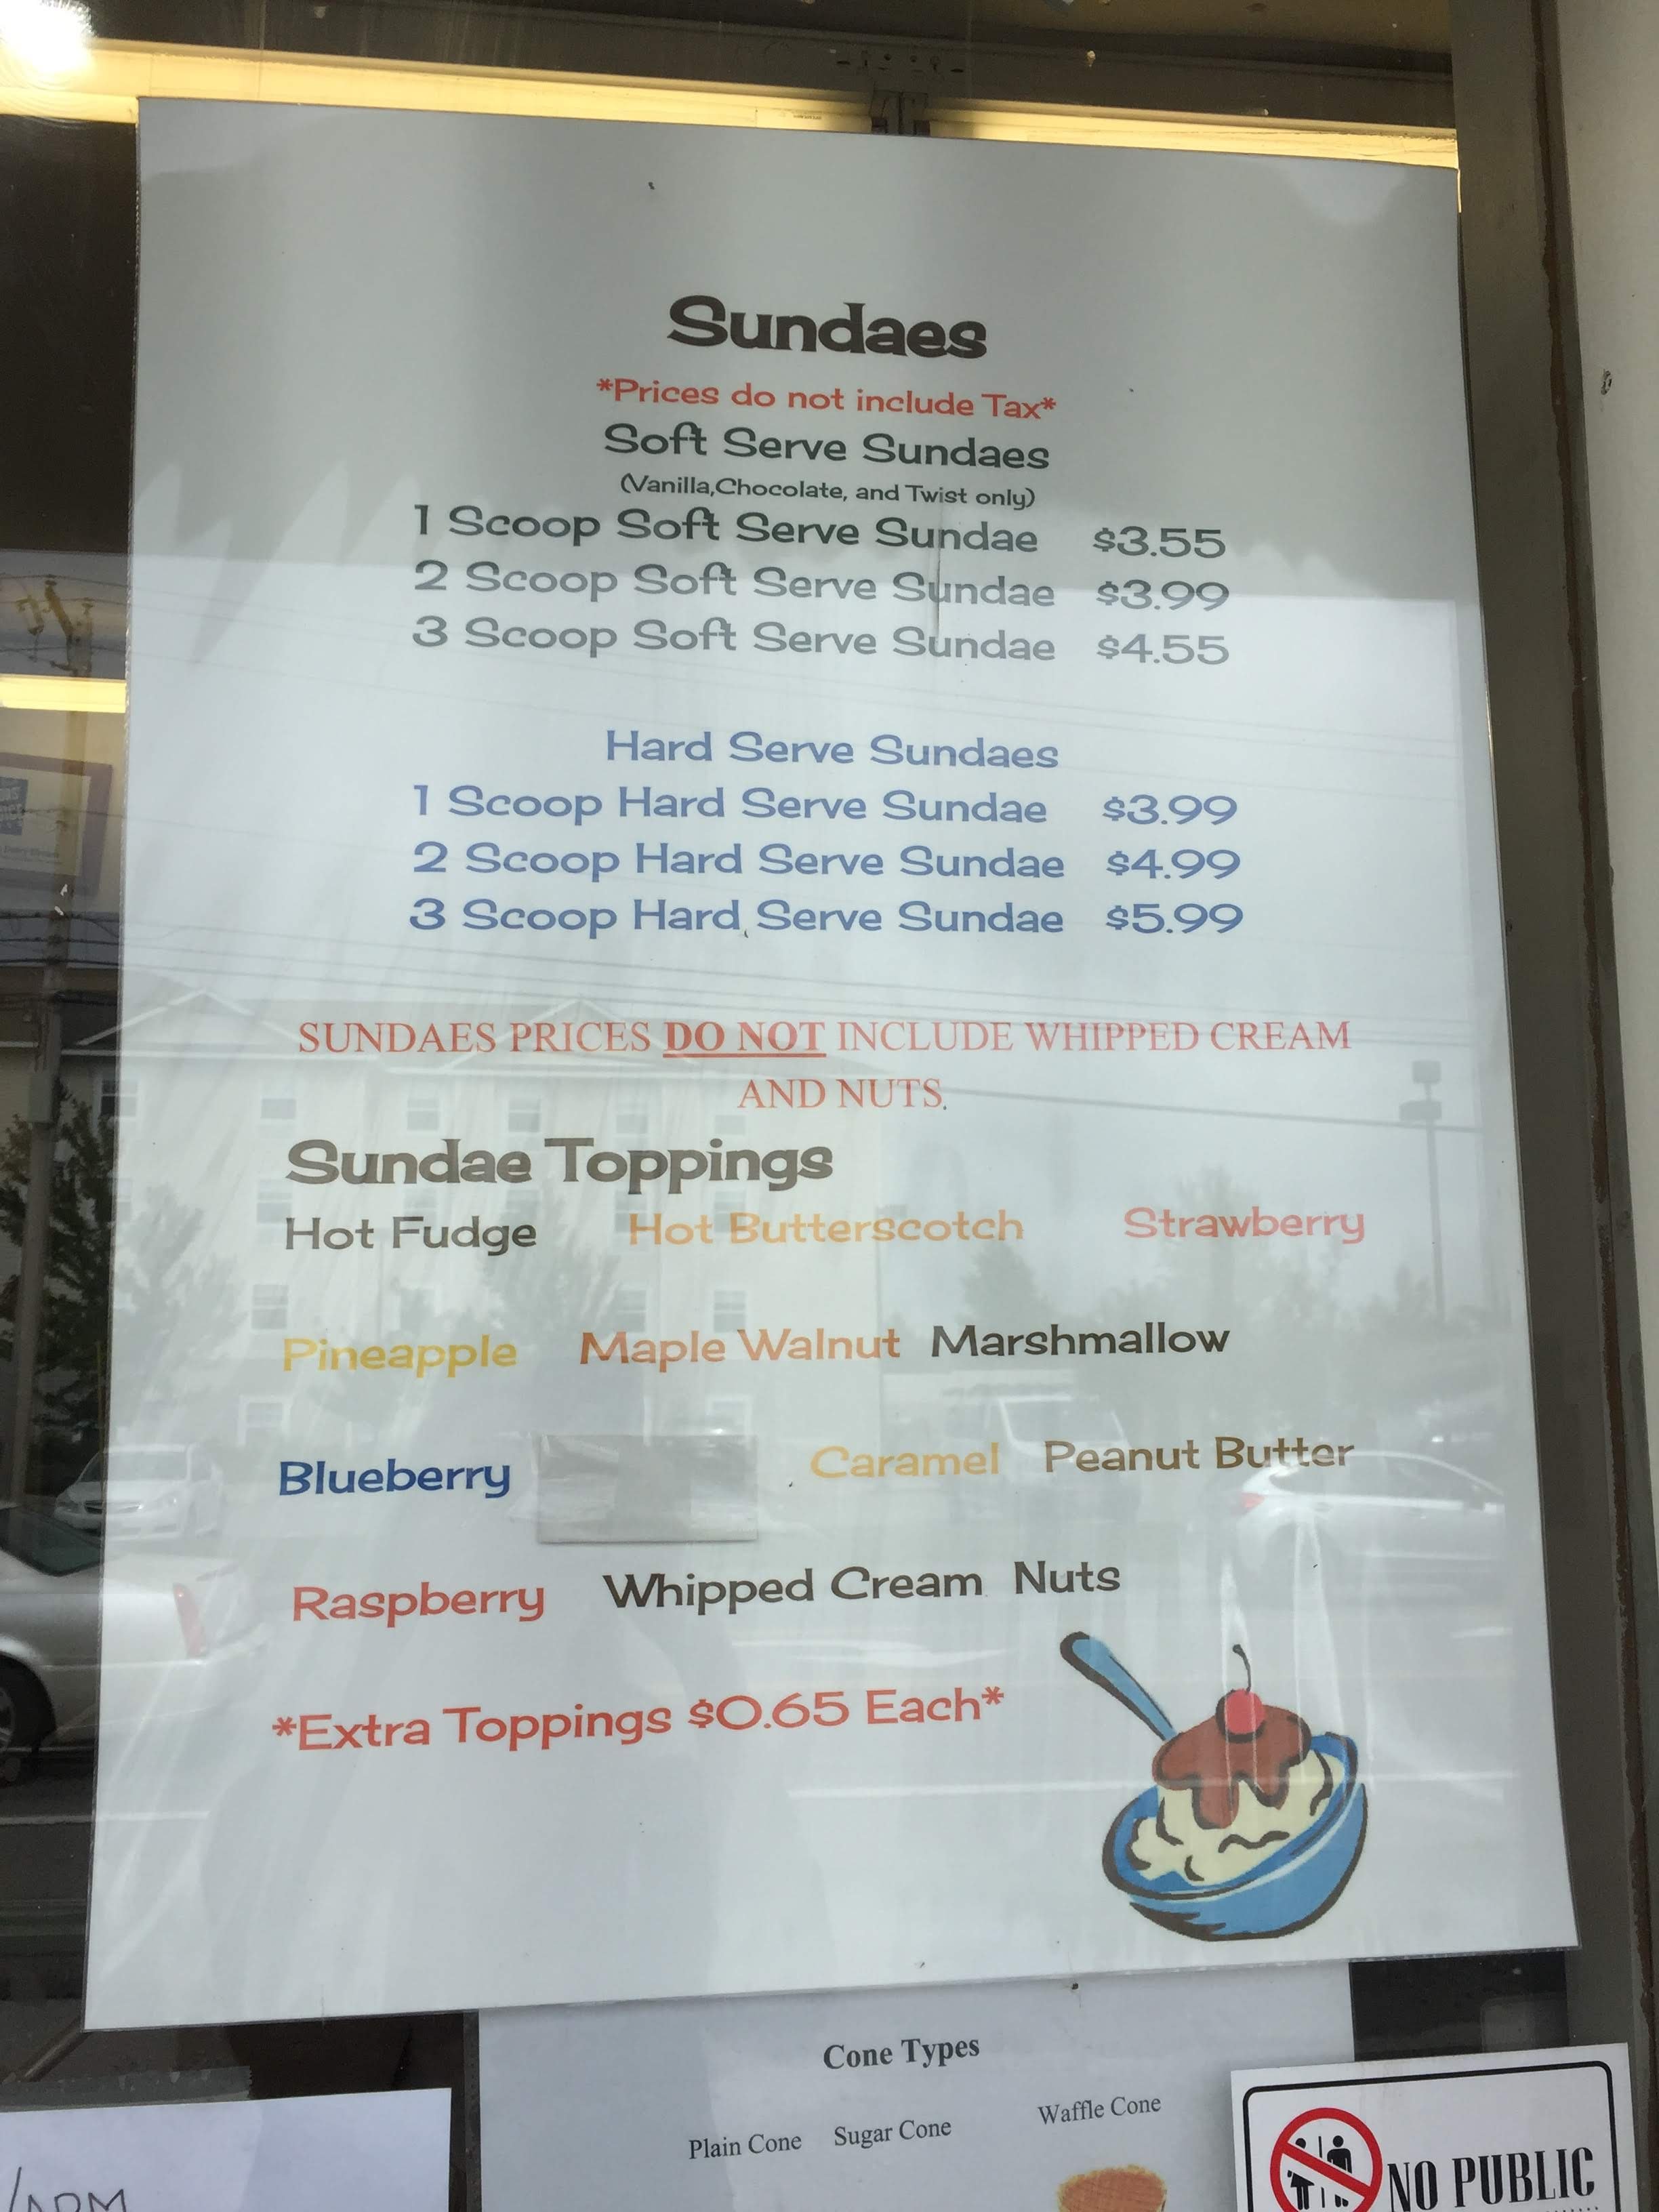 Sundaes
*Prices do not include Tax*
Soft Serve Sundaes
(Vanilla,Chocolate, and Twist only)
1 Scoop Soft Serve Sundae $3.55
2 Scoop Soft Serve Sundae $3.99
3 Scoop Soft Serve Sundae $4.55
Hard Serve Sundaes
1 Scoop Hard Serve Sundae $3.99
2 Scoop Hard Serve Sundae $4.99
3 Scoop Hard Serve Sundae $5.99
SUNDAES PRICES DO NOT INCLUDE WHIPPED CREAM
AND NUTS.
Sundae Toppings
Hot Fudge Hot Butterscotch Strawberry
Pineapple Maple Walnut Marshmallow
Blueberry Caramel Peanut Butter
Raspberry Whipped Cream Nuts
*Extra Toppings $0.65 Each*
Cone Types
Plain Cone Sugar Cone Waffle Cone
NO PUBLIC